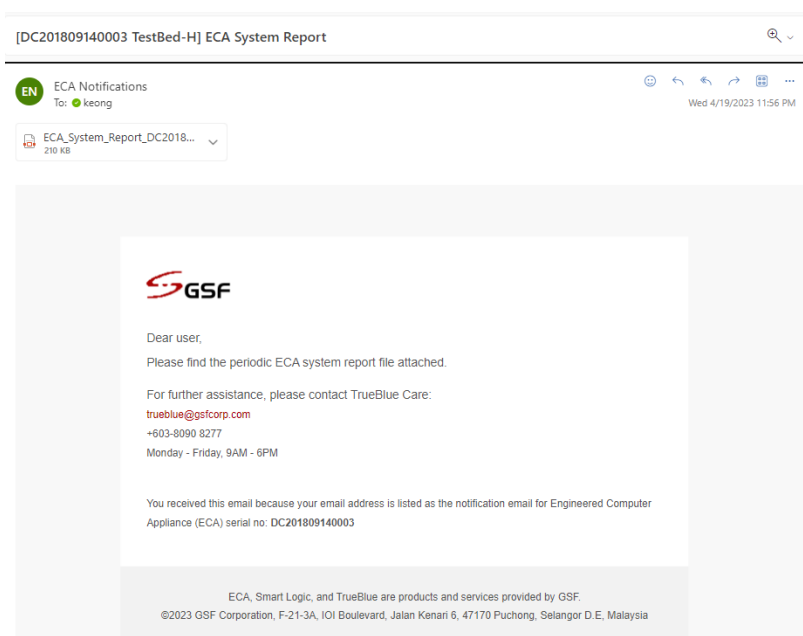 [DC201809140003 TestBed-H] ECA System Report
EN
ECA Notifications
To: keong
Wed 4/19/2023 11:56 PM
ECA_System_Report_DC2018...
210 KB
GSF
Dear user,
Please find the periodic ECA system report file attached.
For further assistance, please contact TrueBlue Care:
trueblue@gsfcorp.com
+603-8090 8277
Monday - Friday, 9AM - 6PM
You received this email because your email address is listed as the notification email for Engineered Computer
Appliance (ECA) serial no: DC201809140003
ECA, Smart Logic, and TrueBlue are products and services provided by GSF.
©2023 GSF Corporation, F-21-3A, IOI Boulevard, Jalan Kenari 6, 47170 Puchong, Selangor D.E, Malaysia